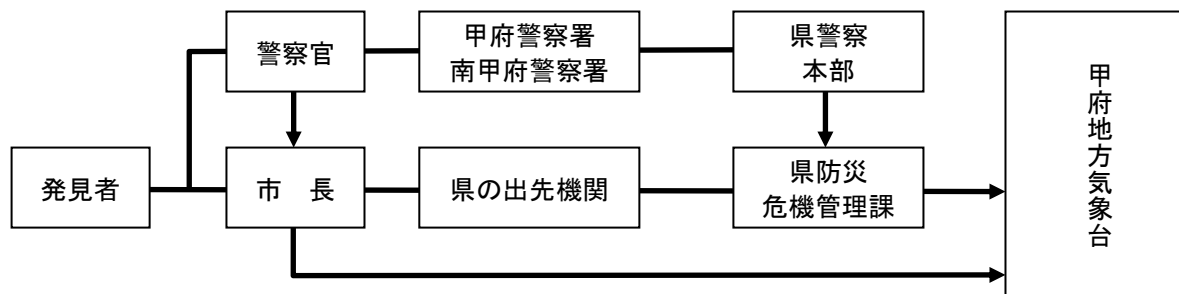 警察官
甲府警察署
南甲府警察署
県警察
本部
発見者
市　長
県の出先機関
県防災
危機管理課
甲府地方気象台